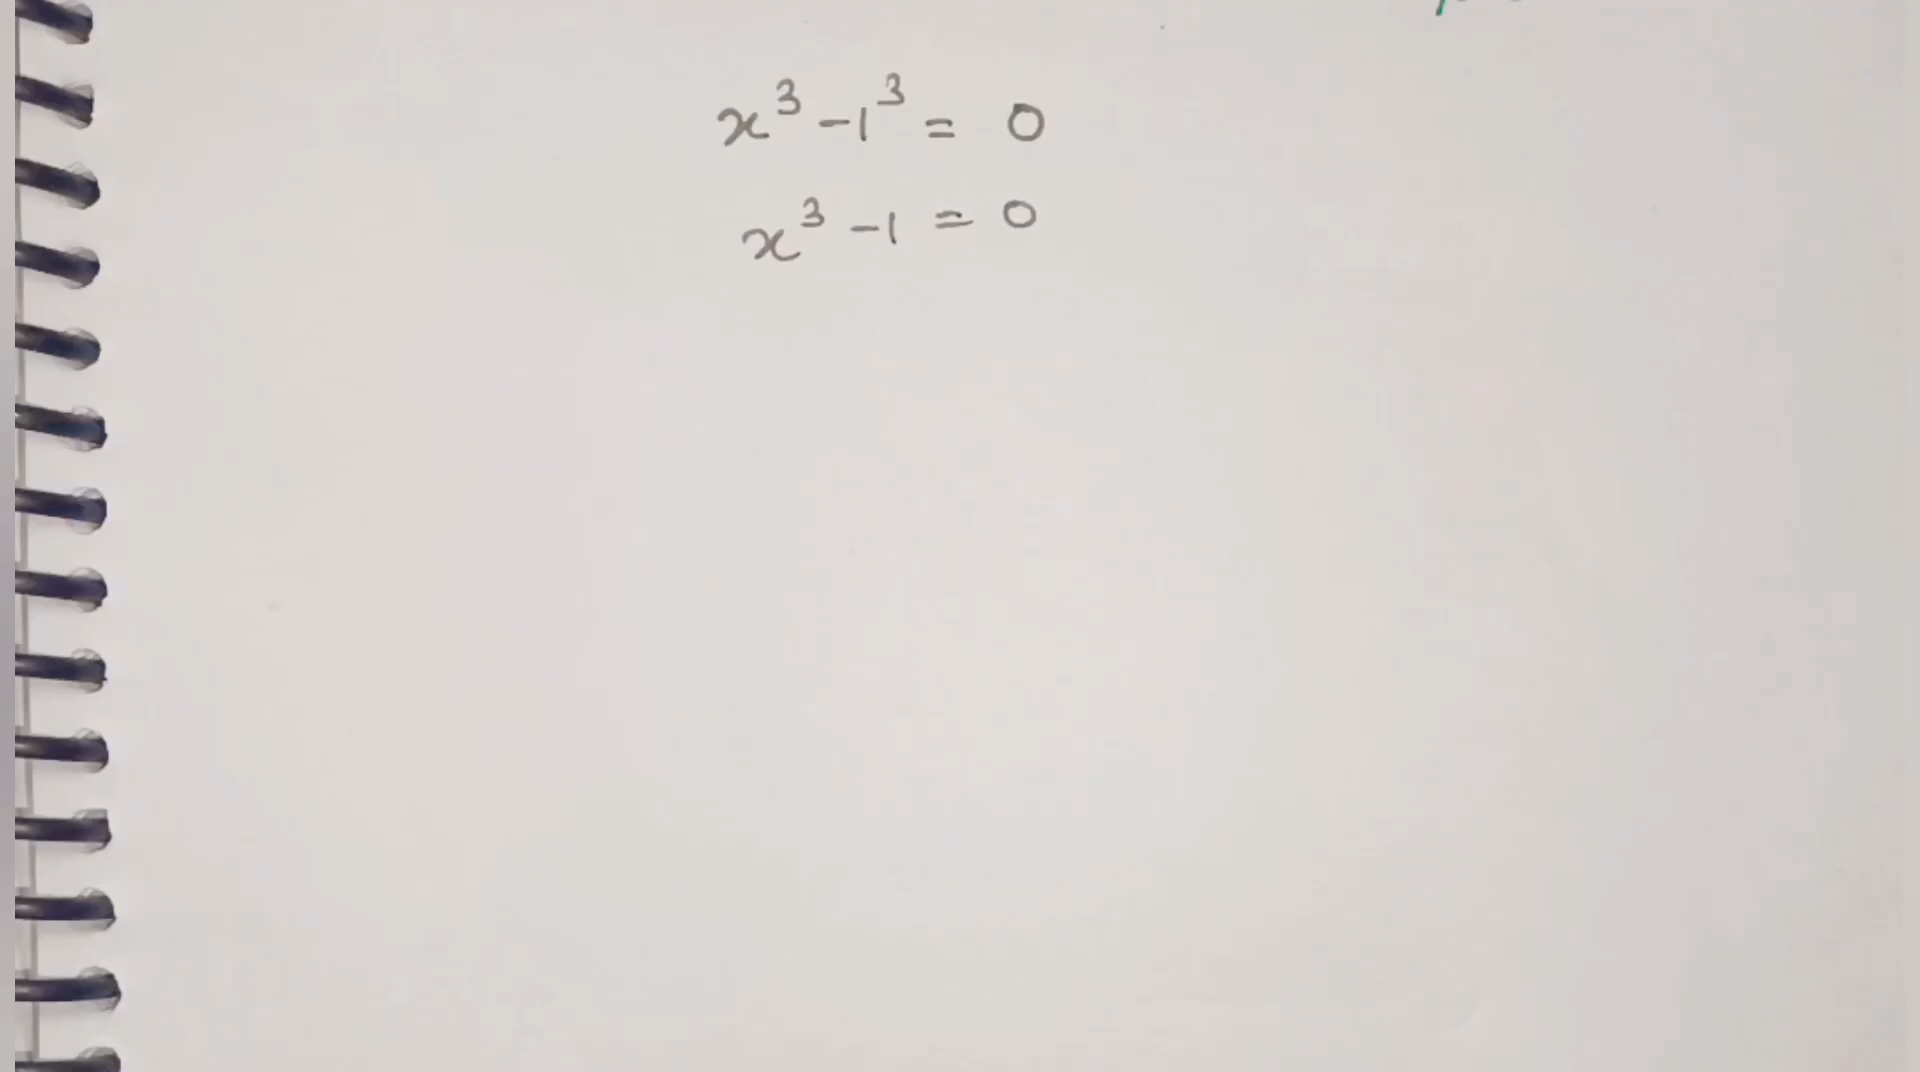 x³ - 1³ = 0
x³ - 1 = 0